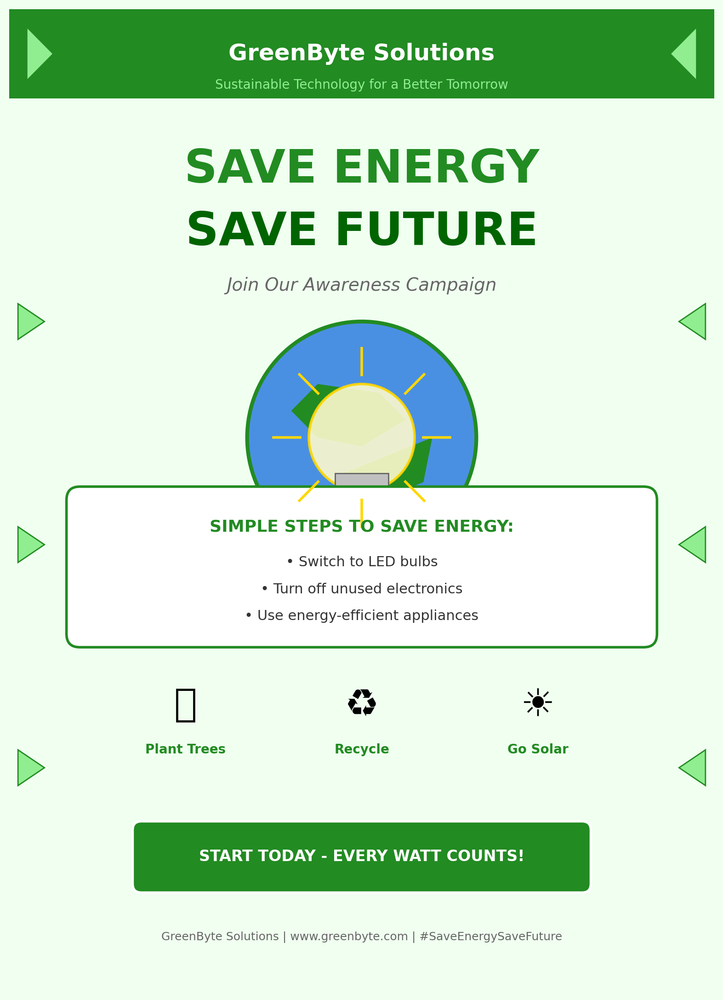 GreenByte Solutions
Sustainable Technology for a Better Tomorrow
SAVE ENERGY
SAVE FUTURE
Join Our Awareness Campaign
SIMPLE STEPS TO SAVE ENERGY:
• Switch to LED bulbs
• Turn off unused electronics
• Use energy-efficient appliances
Plant Trees
Recycle
Go Solar
START TODAY - EVERY WATT COUNTS!
GreenByte Solutions | www.greenbyte.com | #SaveEnergySaveFuture